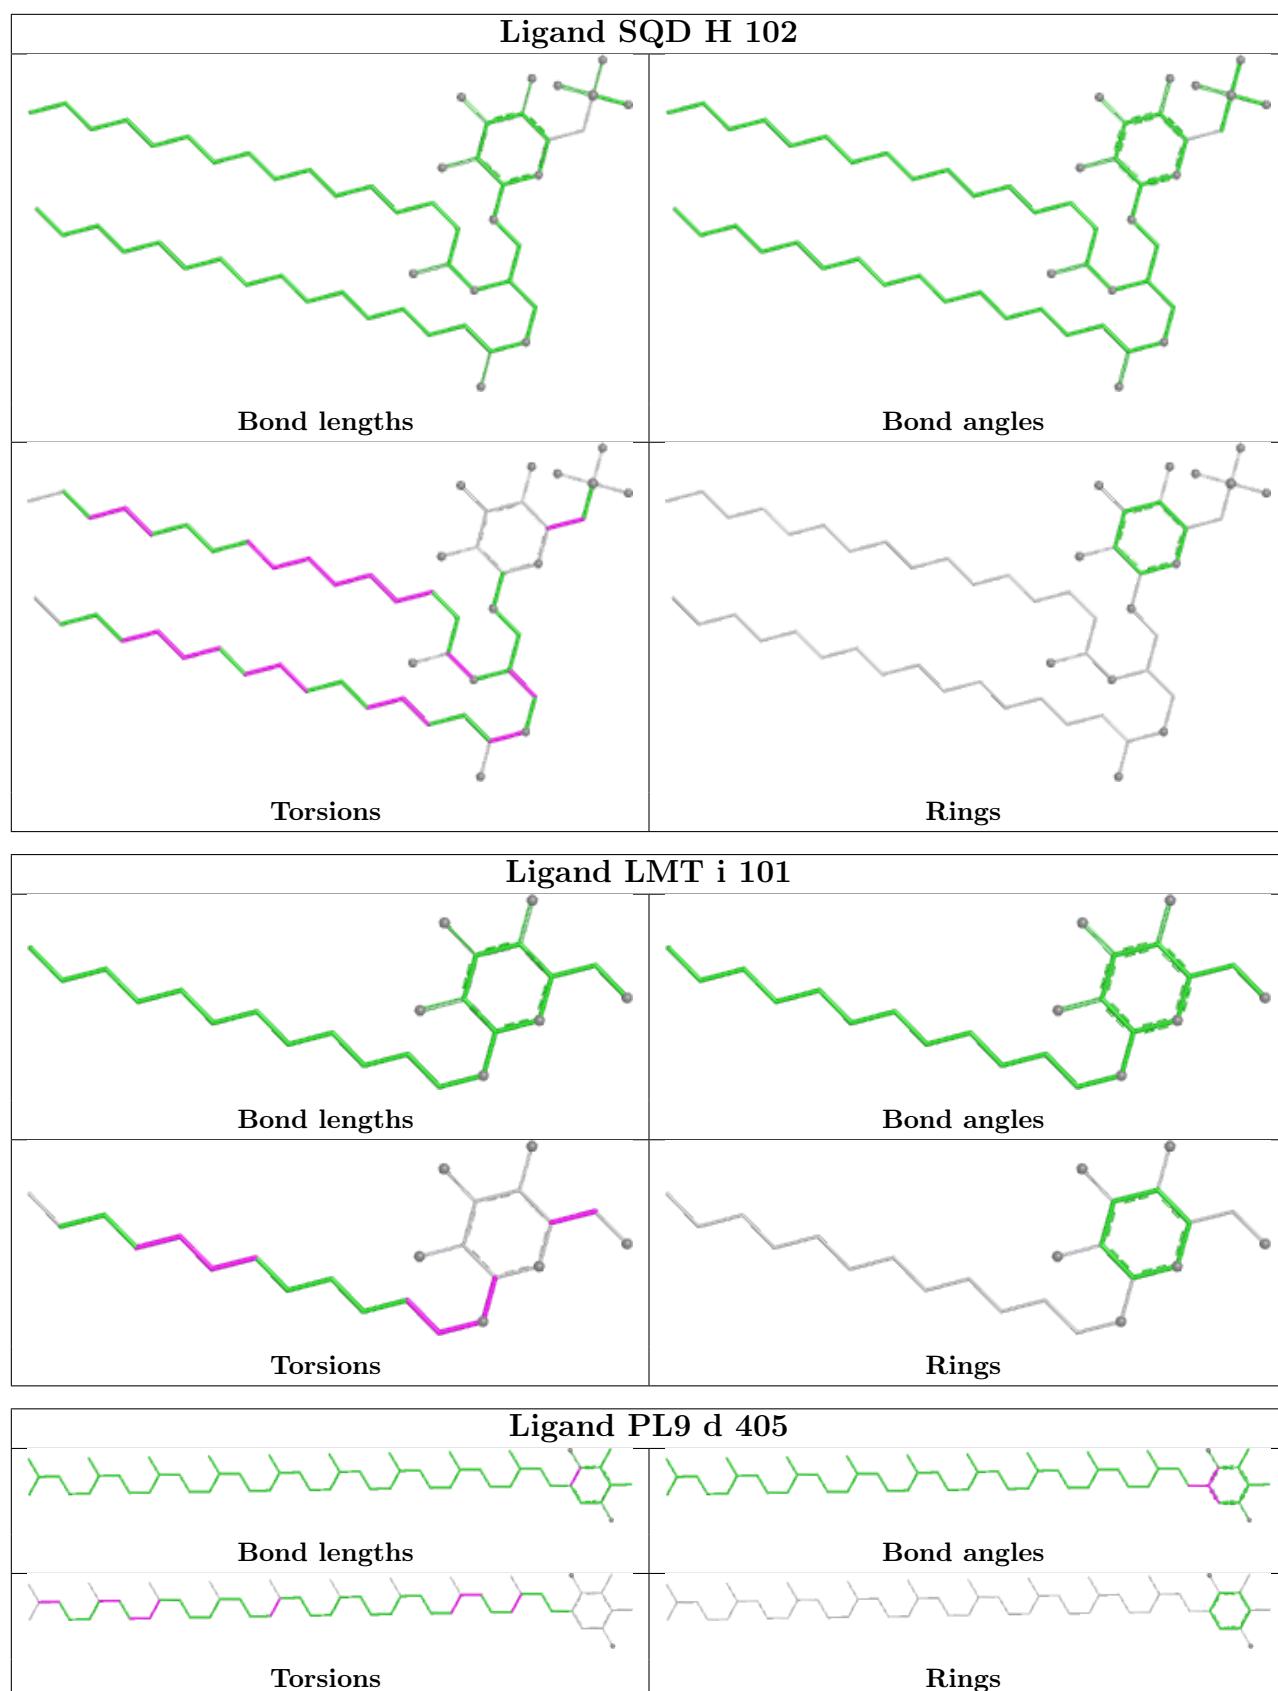 Ligand SQD H 102
Bond lengths
Bond angles
Torsions
Rings
Ligand LMT i 101
Bond lengths
Bond angles
Torsions
Rings
Ligand PL9 d 405
Bond lengths
Bond angles
Torsions
Rings